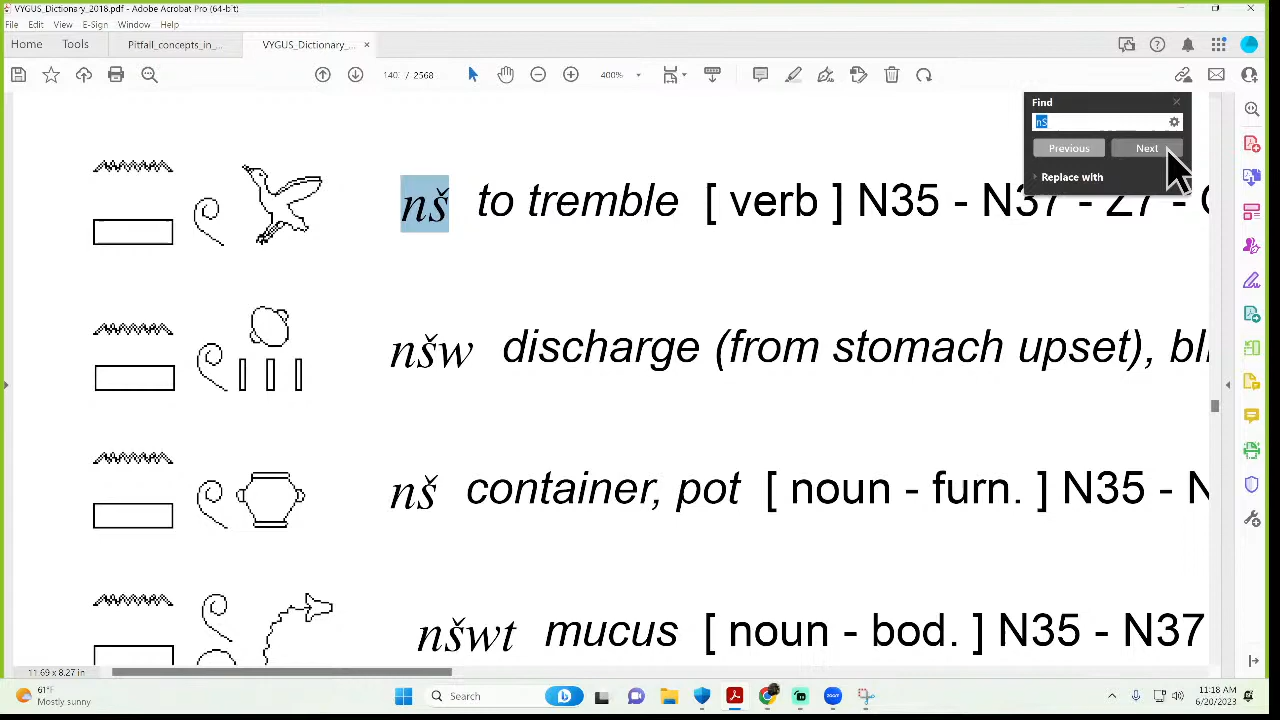 VYGUS_Dictionary_2018.pdf - Adobe Acrobat Pro (64-bit)
File Edit View E-Sign Window Help
Home Tools Pitfall_concepts_in_... VYGUS_Dictionary_...
/ 2568 400%
Find
nš
Previous Next
Replace with
nš to tremble [ verb ] N35 - N37 - Z7 -
nšw discharge (from stomach upset), bl
nš container, pot [ noun - furn. ] N35 -
nšwt mucus [ noun - bod. ] N35 - N37
11.69 x 8.27 in
61°F
Mostly sunny
Search
11:18 AM
6/20/2023